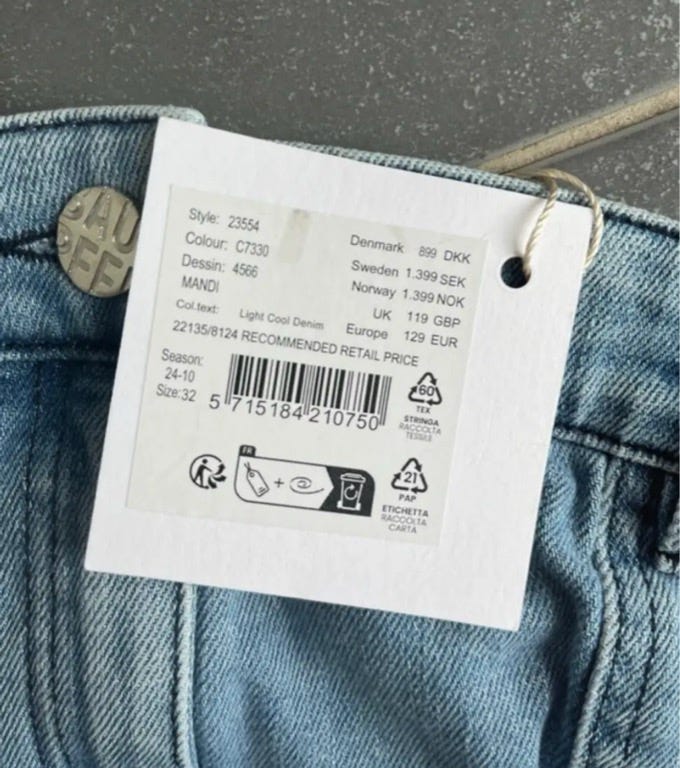 Style: 23554
Colour: C7330
Dessin: 4566
MANDI
Col.text: Light Cool Denim
22135/8124 RECOMMENDED RETAIL PRICE
Denmark 899 DKK
Sweden 1.399 SEK
Norway 1.399 NOK
UK 119 GBP
Europe 129 EUR
Season:
24-10
Size:32
5 715184 210750
60
TEX
STRINGA
RACCOLTA
TESSILE
FR
+
21
PAP
ETICHETTA
RACCOLTA
CARTA